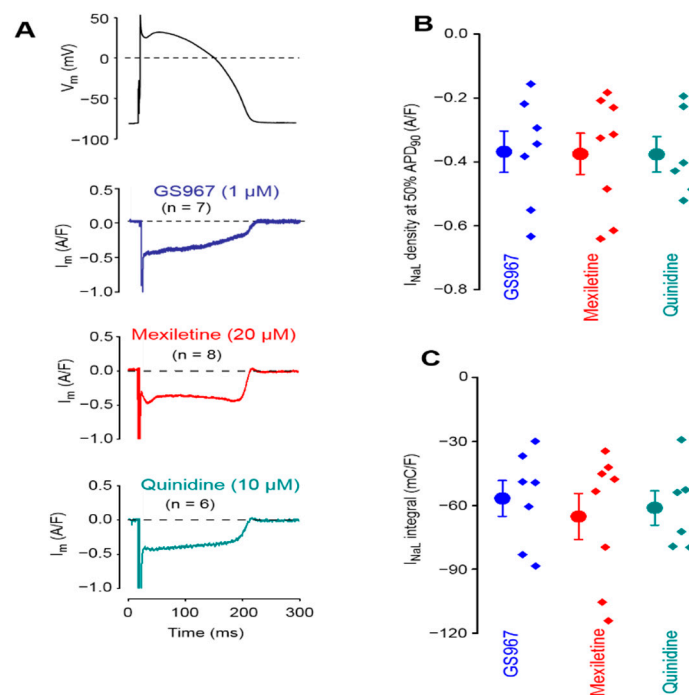 A
50
0
−50
−100
Vm (mV)
GS967 (1 µM)
(n = 7)
0.5
0.0
−0.5
−1.0
Im (A/F)
Mexiletine (20 µM)
(n = 8)
0.5
0.0
−0.5
−1.0
Im (A/F)
Quinidine (10 µM)
(n = 6)
0.5
0.0
−0.5
−1.0
Im (A/F)
0 100 200 300
Time (ms)
B
0.0
−0.2
−0.4
−0.6
−0.8
INaL density at 50% APD90 (A/F)
GS967
Mexiletine
Quinidine
C
0
−30
−60
−90
−120
INaL integral (mC/F)
GS967
Mexiletine
Quinidine